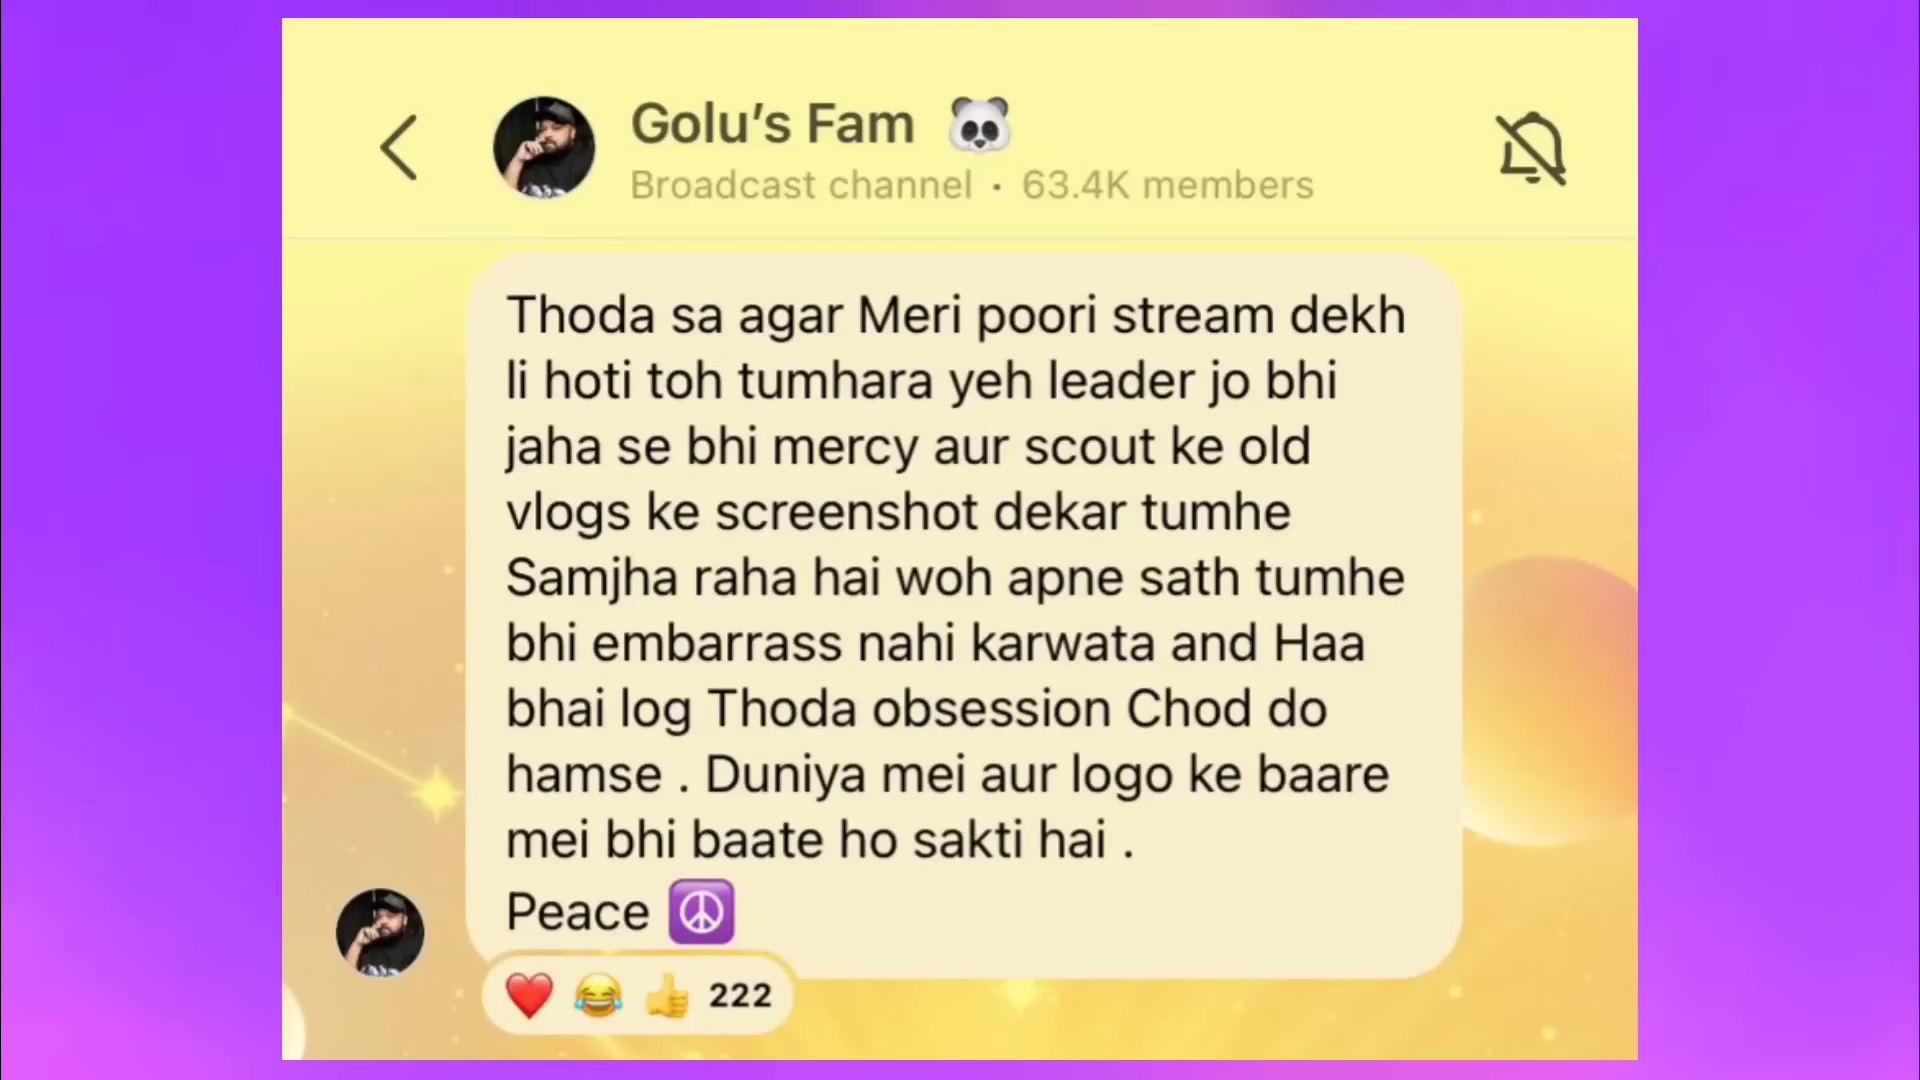 Golu’s Fam 🐼
Broadcast channel • 63.4K members
Thoda sa agar Meri poori stream dekh
li hoti toh tumhara yeh leader jo bhi
jaha se bhi mercy aur scout ke old
vlogs ke screenshot dekar tumhe
Samjha raha hai woh apne sath tumhe
bhi embarrass nahi karwata and Haa
bhai log Thoda obsession Chod do
hamse . Duniya mei aur logo ke baare
mei bhi baate ho sakti hai .
Peace ☮️
❤️ 😂 👍 222